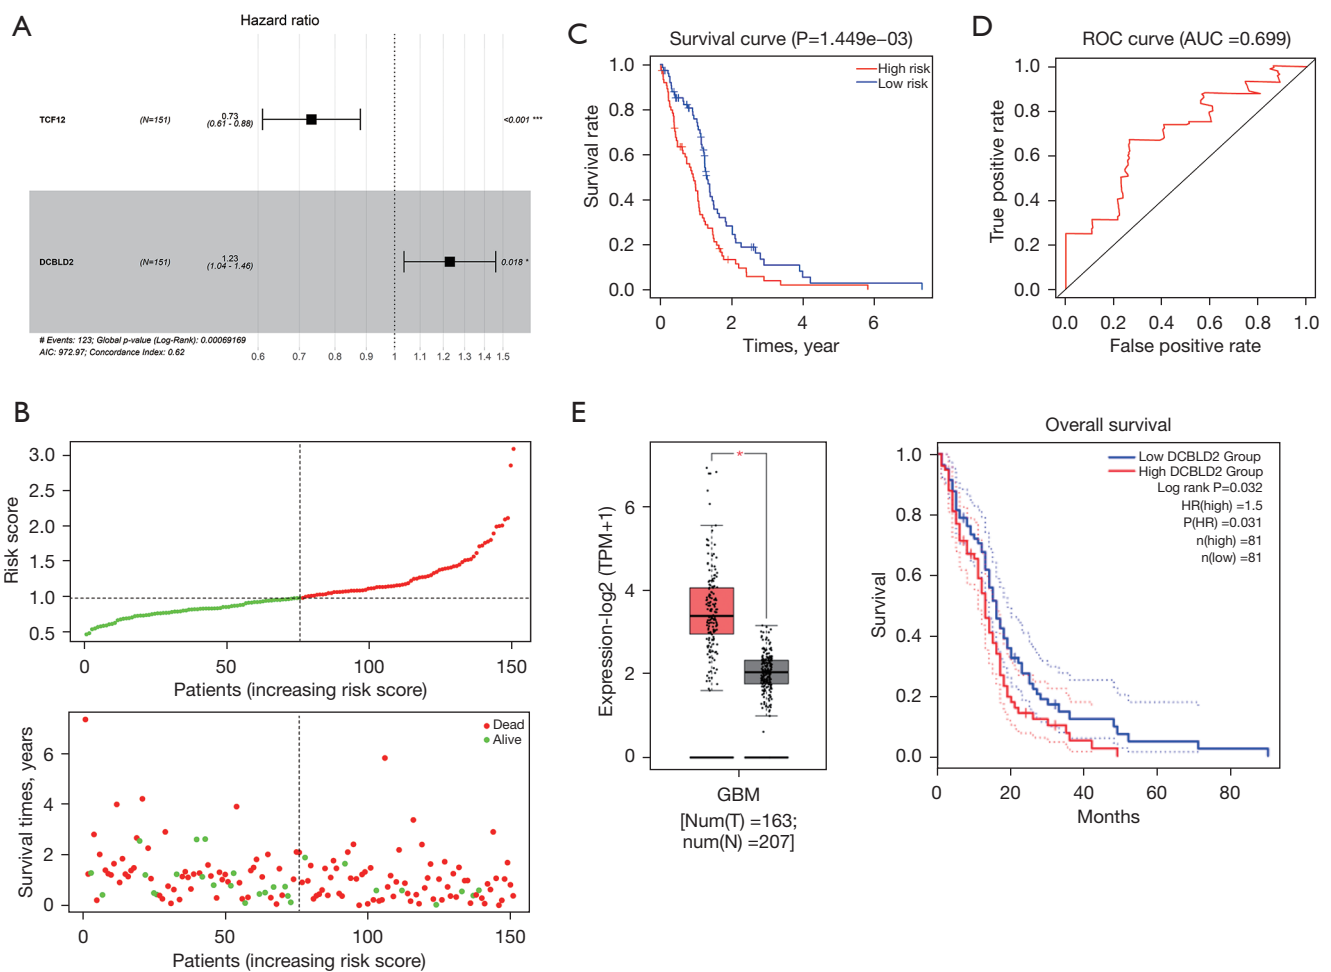 A
Hazard ratio
TCF12 (N=151) 0.73 <0.001 ***
(0.61 - 0.88)
DCBLD2 (N=151) 1.23 0.018 *
(1.04 - 1.46)
# Events: 123; Global p-value (Log-Rank): 0.00069169
AIC: 972.97; Concordance Index: 0.62
0.6 0.7 0.8 0.9 1 1.1 1.2 1.3 1.4 1.5
B
3.0
2.5
2.0
1.5
1.0
0.5
Risk score
0 50 100 150
Patients (increasing risk score)
Dead
Alive
6
4
2
0
Survival times, years
0 50 100 150
Patients (increasing risk score)
C
Survival curve (P=1.449e−03)
High risk
Low risk
1.0
0.8
0.6
0.4
0.2
0.0
Survival rate
0 2 4 6
Times, year
D
ROC curve (AUC =0.699)
1.0
0.8
0.6
0.4
0.2
0.0
True positive rate
0.0 0.2 0.4 0.6 0.8 1.0
False positive rate
E
*
6
4
2
0
Expression-log2 (TPM+1)
GBM
[Num(T) =163;
num(N) =207]
Overall survival
Low DCBLD2 Group
High DCBLD2 Group
Log rank P=0.032
HR(high) =1.5
P(HR) =0.031
n(high) =81
n(low) =81
1.0
0.8
0.6
0.4
0.2
0.0
Survival
0 20 40 60 80
Months